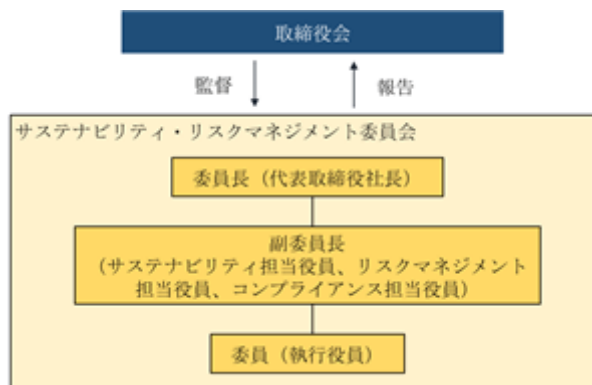 取締役会
監督
報告
サステナビリティ・リスクマネジメント委員会
委員長（代表取締役社長）
副委員長
（サステナビリティ担当役員、リスクマネジメント
担当役員、コンプライアンス担当役員）
委員（執行役員）